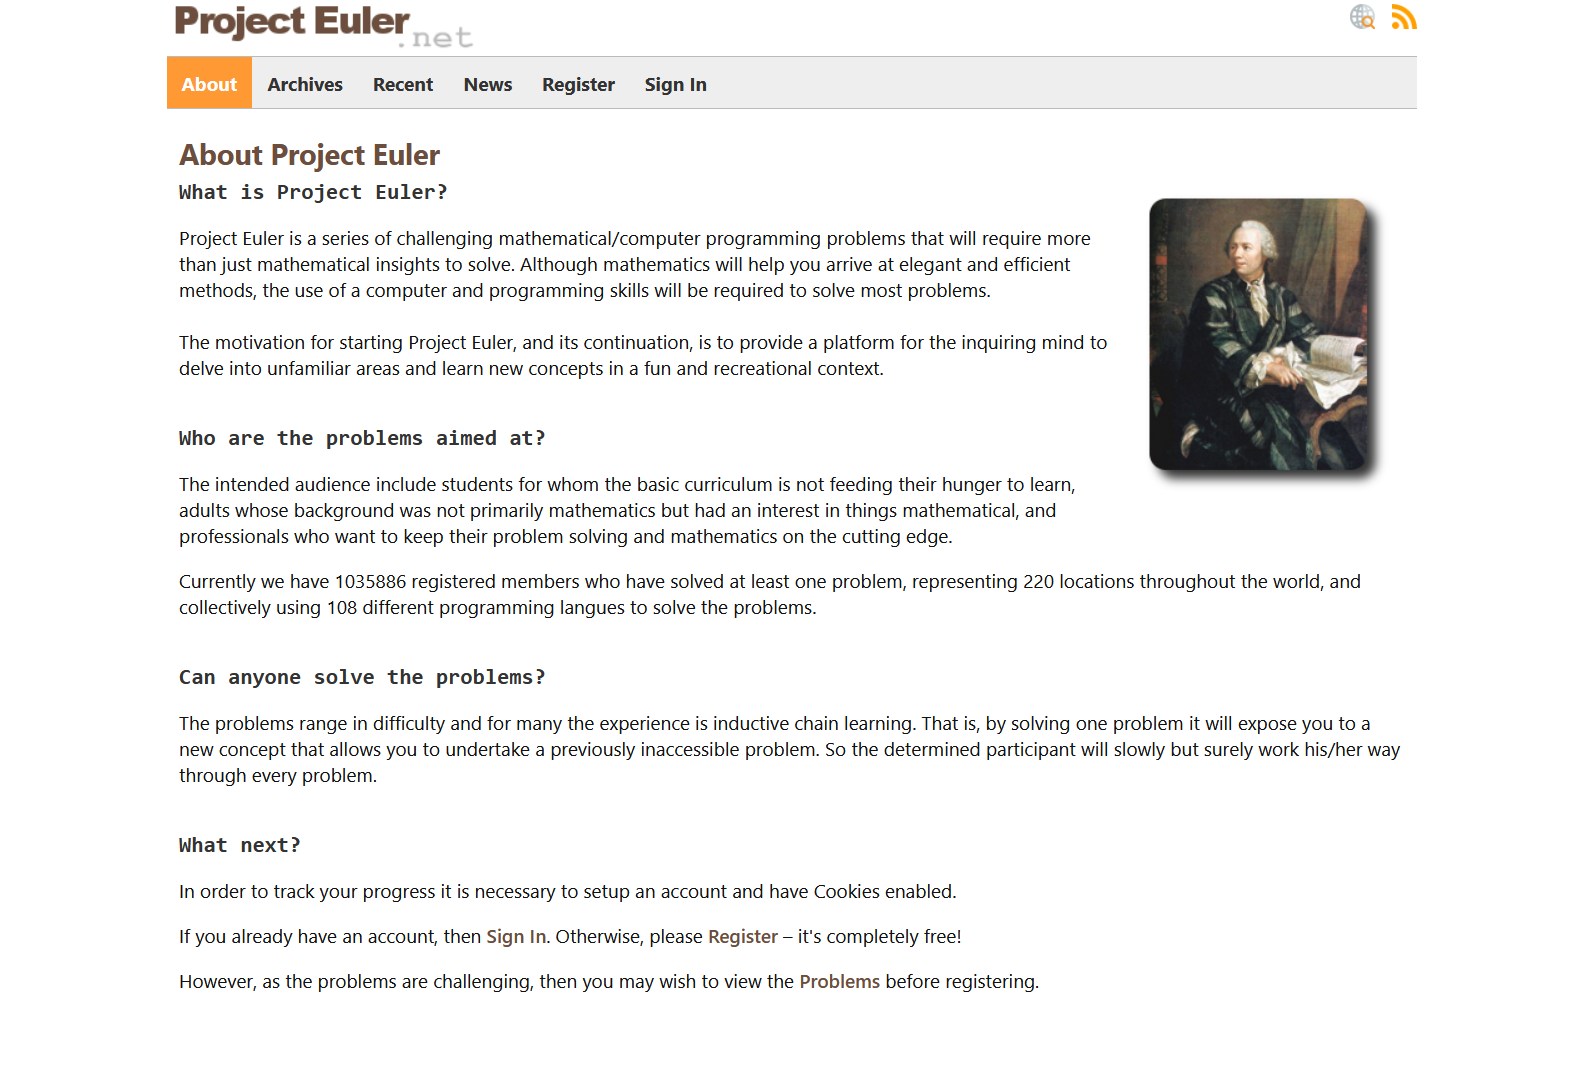 Project Euler
.net
About Archives Recent News Register Sign In
About Project Euler
What is Project Euler?
Project Euler is a series of challenging mathematical/computer programming problems that will require more
than just mathematical insights to solve. Although mathematics will help you arrive at elegant and efficient
methods, the use of a computer and programming skills will be required to solve most problems.
The motivation for starting Project Euler, and its continuation, is to provide a platform for the inquiring mind to
delve into unfamiliar areas and learn new concepts in a fun and recreational context.
Who are the problems aimed at?
The intended audience include students for whom the basic curriculum is not feeding their hunger to learn,
adults whose background was not primarily mathematics but had an interest in things mathematical, and
professionals who want to keep their problem solving and mathematics on the cutting edge.
Currently we have 1035886 registered members who have solved at least one problem, representing 220 locations throughout the world, and
collectively using 108 different programming langues to solve the problems.
Can anyone solve the problems?
The problems range in difficulty and for many the experience is inductive chain learning. That is, by solving one problem it will expose you to a
new concept that allows you to undertake a previously inaccessible problem. So the determined participant will slowly but surely work his/her way
through every problem.
What next?
In order to track your progress it is necessary to setup an account and have Cookies enabled.
If you already have an account, then Sign In. Otherwise, please Register – it's completely free!
However, as the problems are challenging, then you may wish to view the Problems before registering.